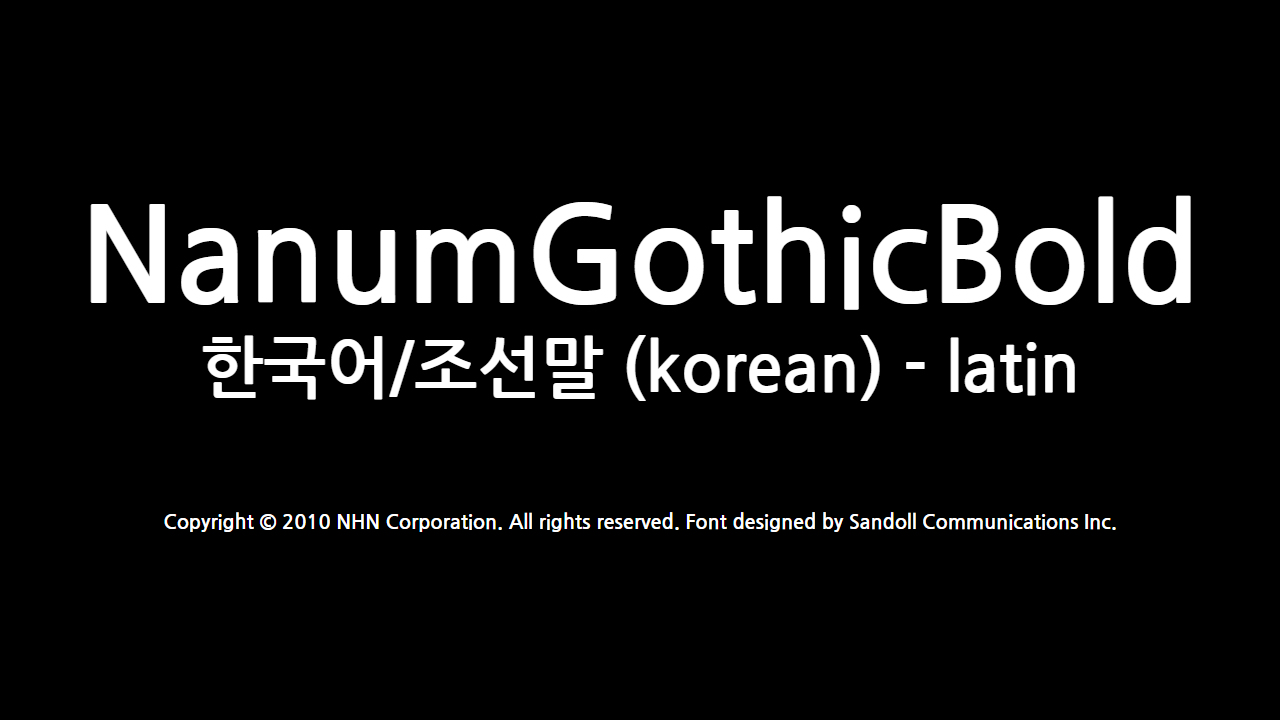 NanumGothicBold
한국어/조선말 (korean) - latin
Copyright © 2010 NHN Corporation. All rights reserved. Font designed by Sandoll Communications Inc.